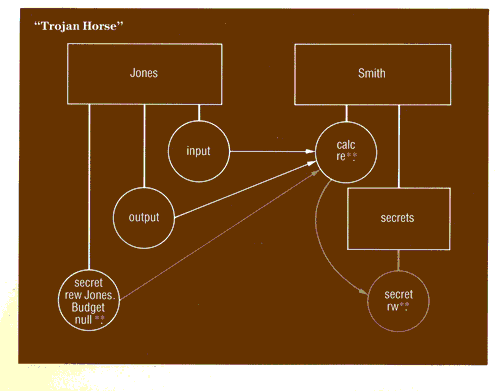 “Trojan Horse”
Jones
Smith
input
calc
re**.
output
secrets
secret
rew Jones.
Budget
null **.
secret
rw**.